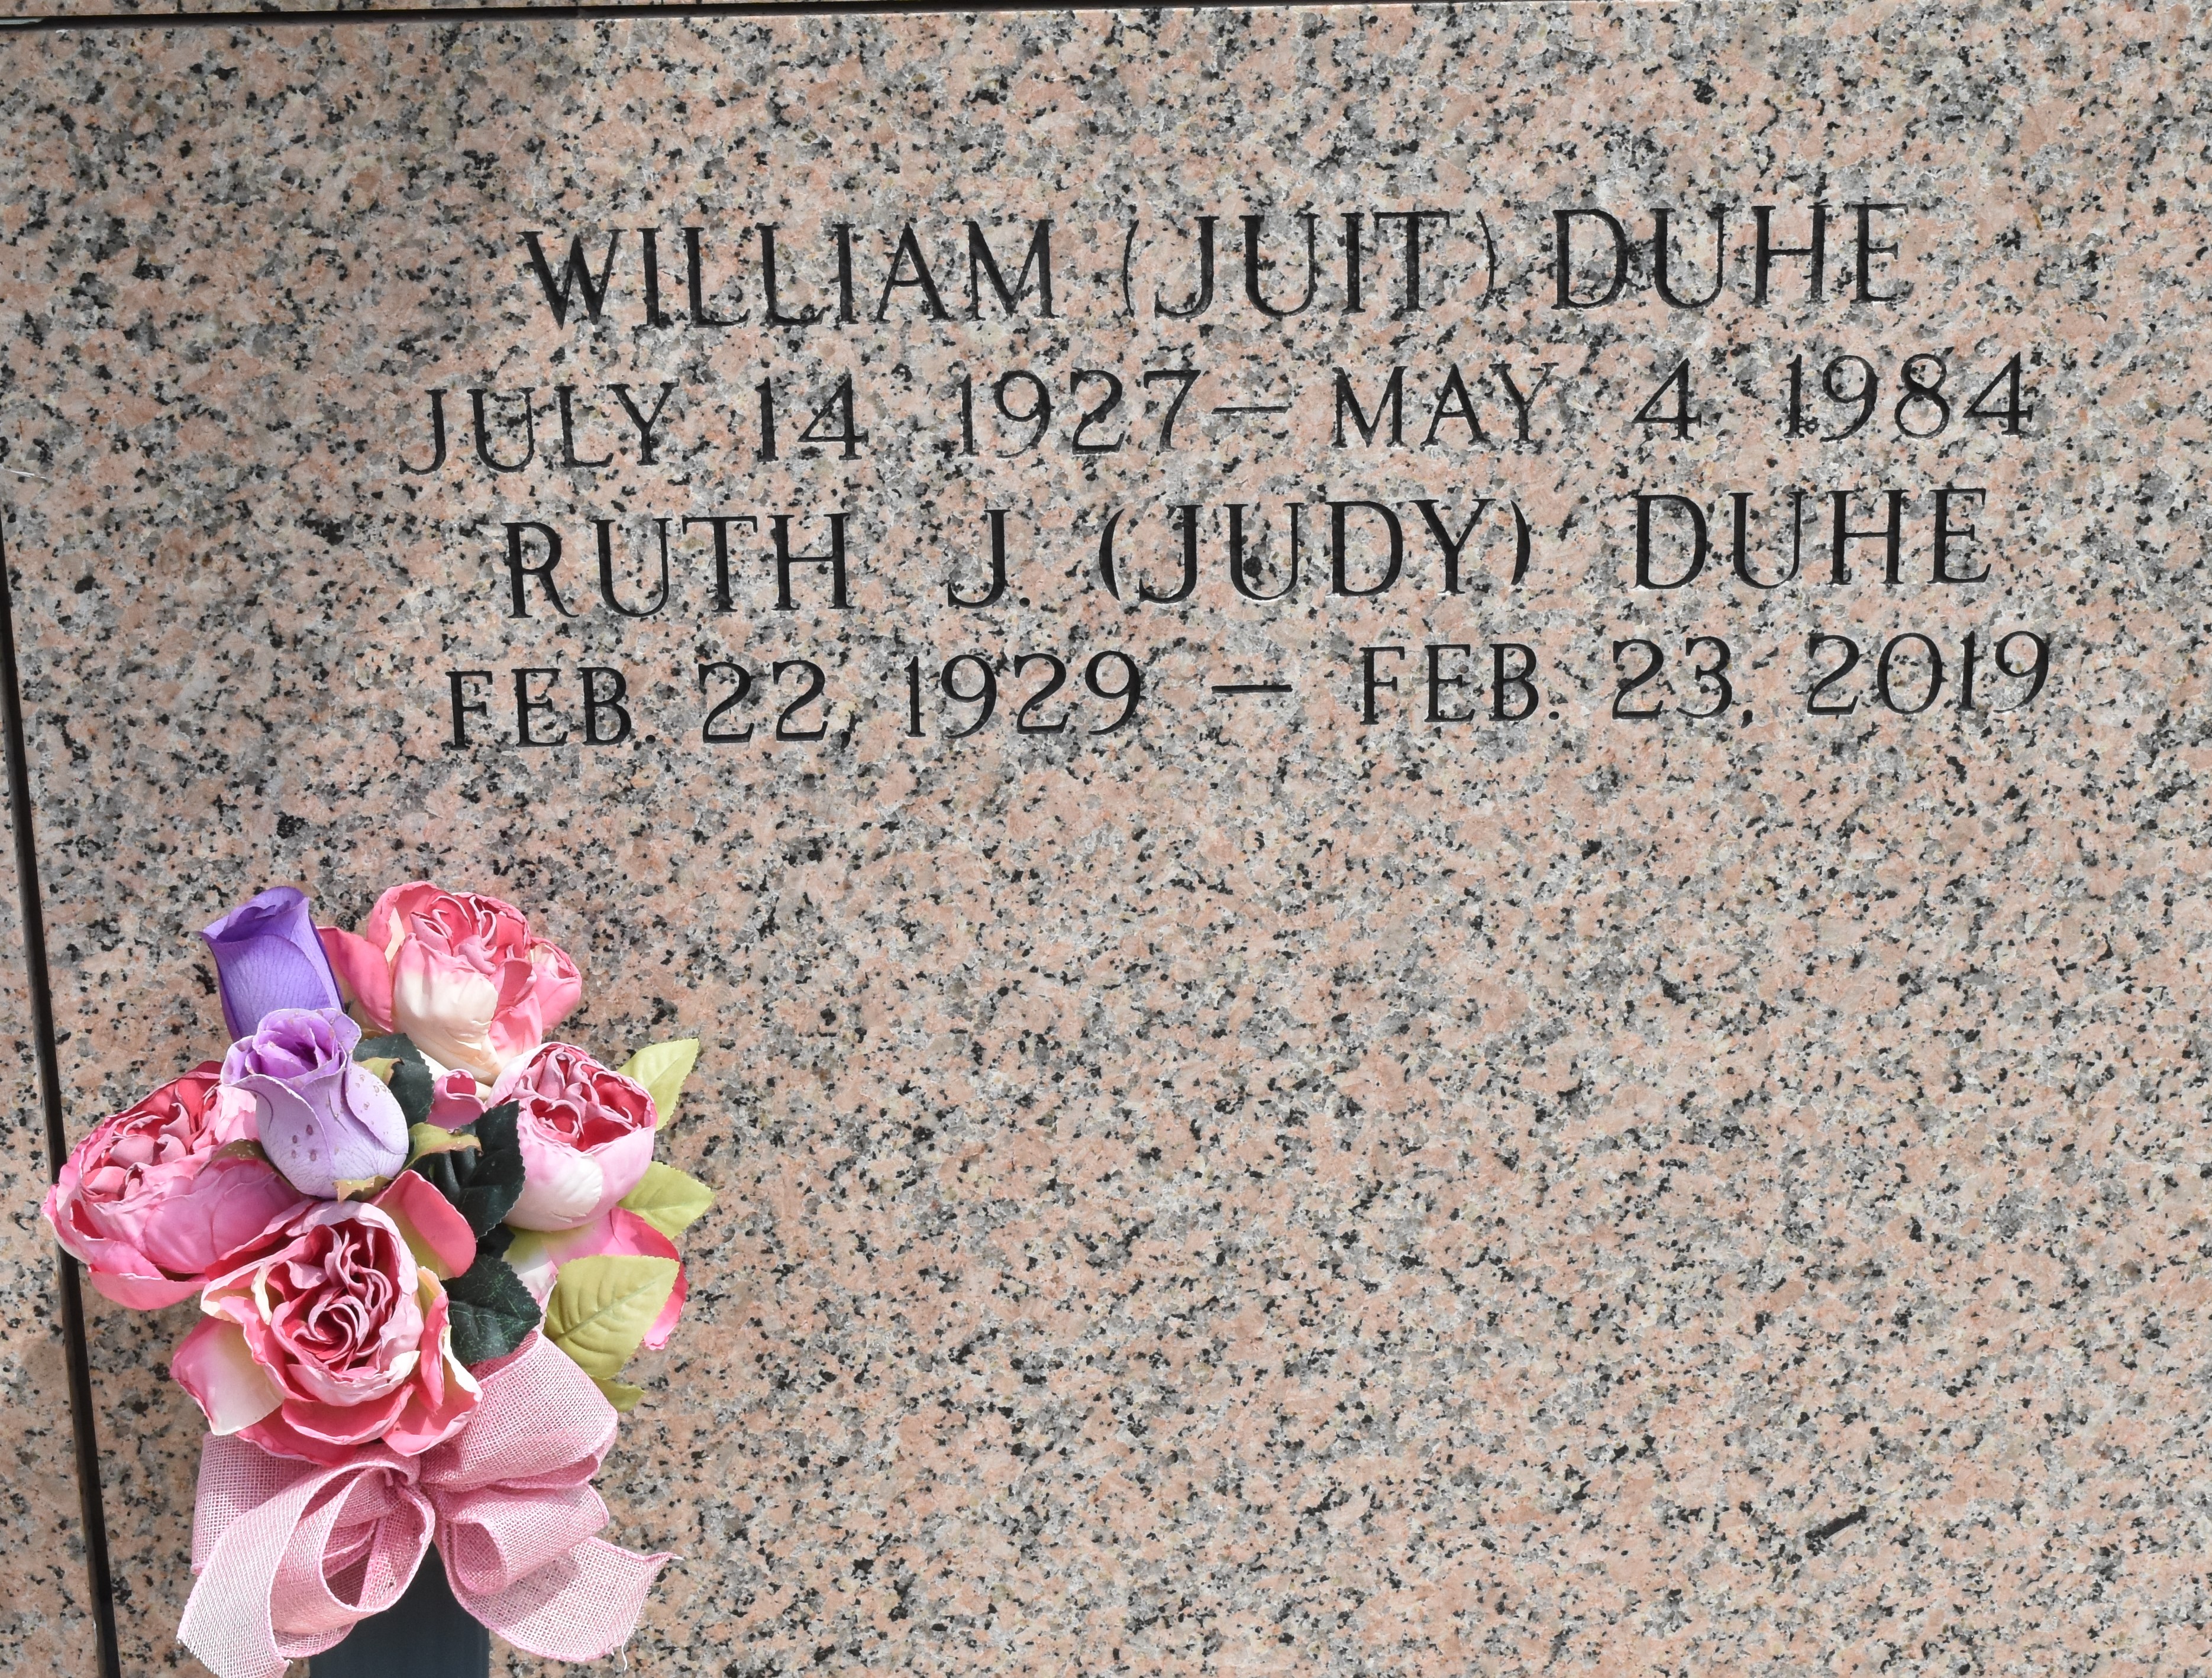 WILLIAM (JUIT) DUHE
JULY 14 1927 — MAY 4 1984
RUTH J. (JUDY) DUHE
FEB. 22, 1929 — FEB. 23, 2019